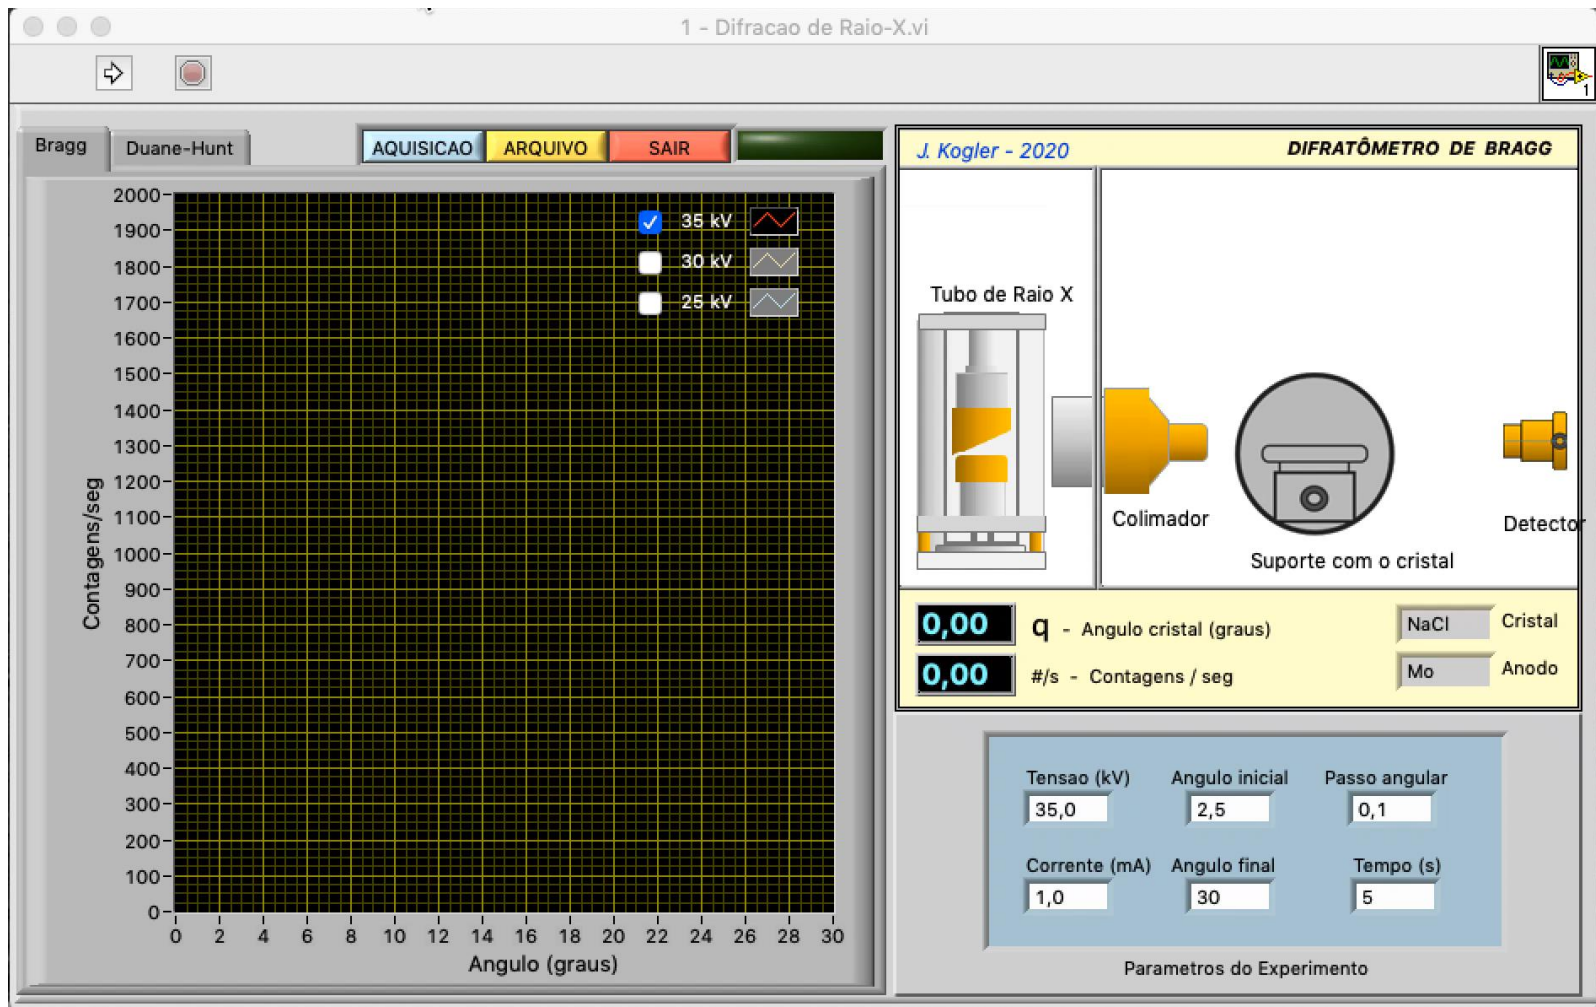 1 - Difracao de Raio-X.vi
1
Bragg
Duane-Hunt
AQUISICAO
ARQUIVO
SAIR
2000
1900
1800
1700
1600
1500
1400
1300
1200
1100
1000
900
800
700
600
500
400
300
200
100
0
Contagens/seg
35 kV
30 kV
25 kV
0 2 4 6 8 10 12 14 16 18 20 22 24 26 28 30
Angulo (graus)
J. Kogler - 2020
DIFRATÔMETRO DE BRAGG
Tubo de Raio X
Colimador
Suporte com o cristal
Detector
0,00 q - Angulo cristal (graus)
NaCl Cristal
0,00 #/s - Contagens / seg
Mo Anodo
Tensao (kV) Angulo inicial Passo angular
35,0 2,5 0,1
Corrente (mA) Angulo final Tempo (s)
1,0 30 5
Parametros do Experimento